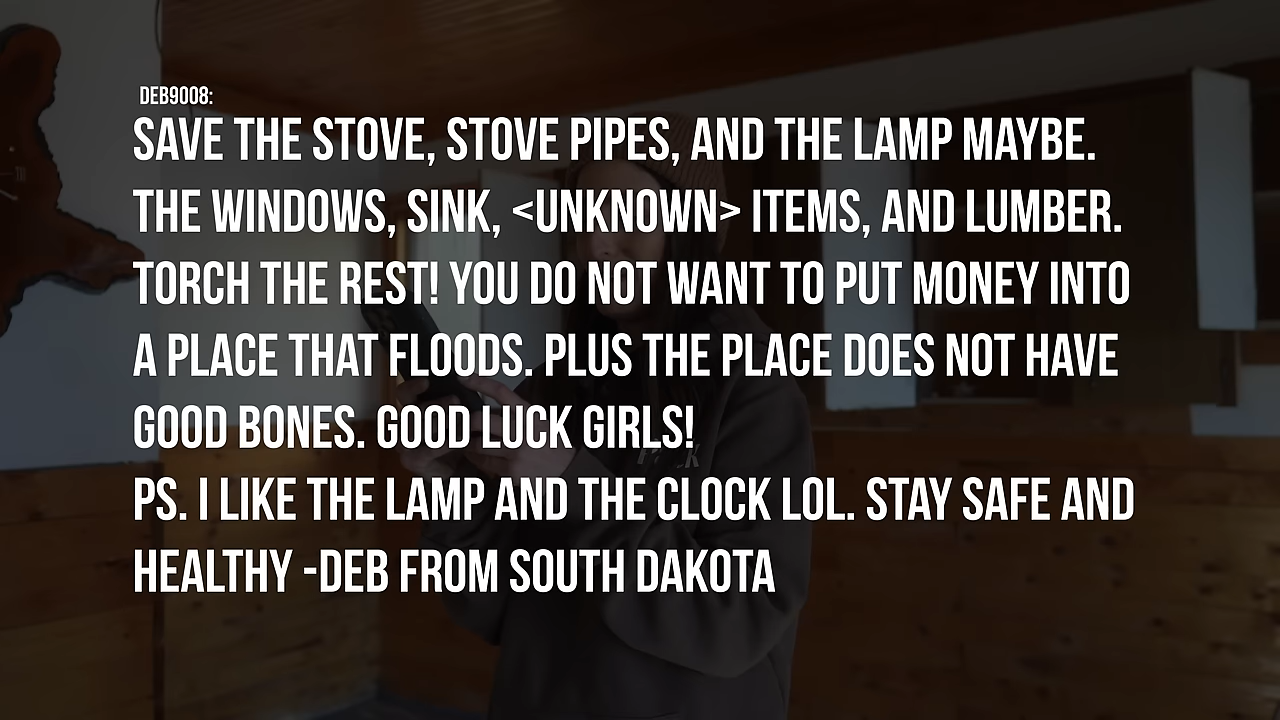 DEB9008:
SAVE THE STOVE, STOVE PIPES, AND THE LAMP MAYBE.
THE WINDOWS, SINK, <UNKNOWN> ITEMS, AND LUMBER.
TORCH THE REST! YOU DO NOT WANT TO PUT MONEY INTO
A PLACE THAT FLOODS. PLUS THE PLACE DOES NOT HAVE
GOOD BONES. GOOD LUCK GIRLS!
PS. I LIKE THE LAMP AND THE CLOCK LOL. STAY SAFE AND
HEALTHY -DEB FROM SOUTH DAKOTA